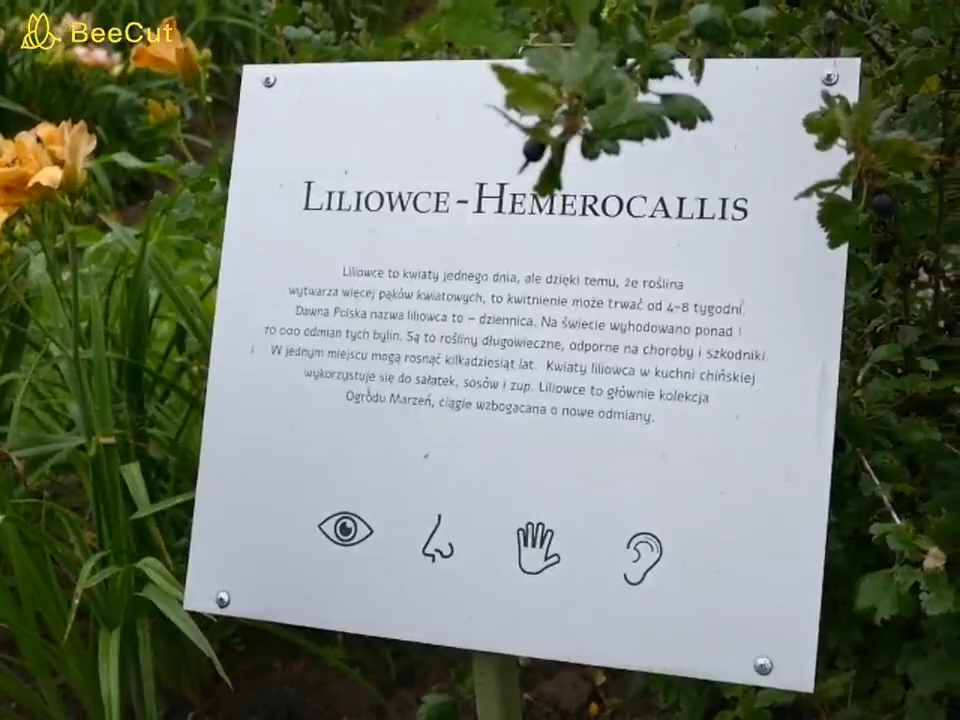 BeeCut
LILIOWCE - HEMEROCALLIS
Liliowce to kwiaty jednego dnia, ale dzięki temu, że roślina
wytwarza więcej pąków kwiatowych, to kwitnienie może trwać od 4-8 tygodni.
Dawna Polska nazwa liliowca to – dziennica. Na świecie wyhodowano ponad
70 000 odmian tych bylin. Są to rośliny długowieczne, odporne na choroby i szkodniki.
W jednym miejscu mogą rosnąć kilkadziesiąt lat. Kwiaty liliowca w kuchni chińskiej
wykorzystuje się do sałatek, sosów i zup. Liliowce to głównie kolekcja
Ogrodu Marzeń, ciągle wzbogacana o nowe odmiany.